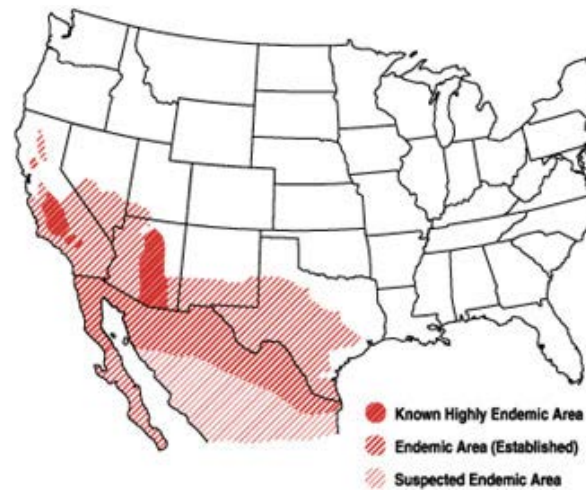 Known Highly Endemic Area
Endemic Area (Established)
Suspected Endemic Area